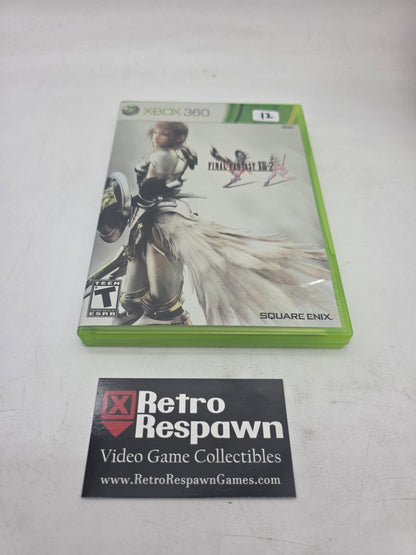 XBOX 360
12
FINAL FANTASY XIII-2
TEEN
T
ESRB
SQUARE ENIX.
Retro
Respawn
Video Game Collectibles
www.RetroRespawnGames.com